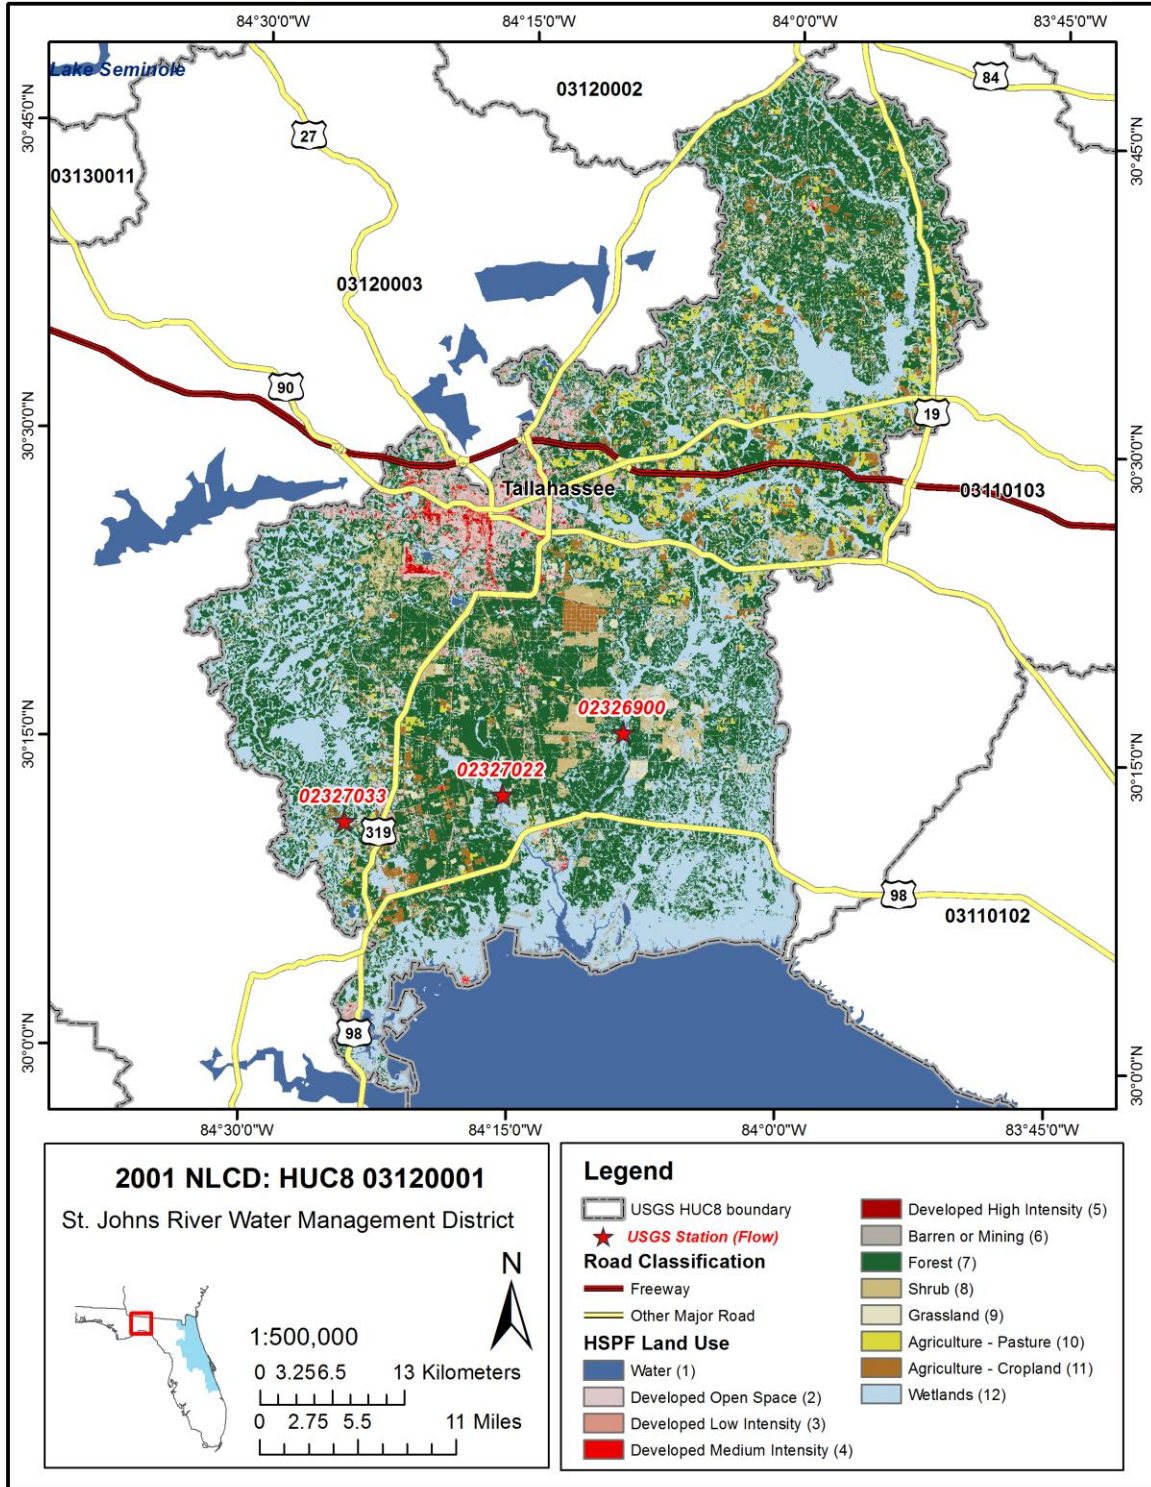 84°30'0"W 84°15'0"W 84°0'0"W 83°45'0"W
Lake Seminole
03120002
84
27
30°45'0"N
30°45'0"N
03130011
03120003
90
19
30°30'0"N
30°30'0"N
Tallahassee
03110103
02326900
30°15'0"N
30°15'0"N
02327022
02327033
319
98
03110102
98
30°0'0"N
30°0'0"N
84°30'0"W 84°15'0"W 84°0'0"W 83°45'0"W
2001 NLCD: HUC8 03120001
St. Johns River Water Management District
N
1:500,000
0 3.25 6.5 13 Kilometers
0 2.75 5.5 11 Miles
Legend
USGS HUC8 boundary
USGS Station (Flow)
Road Classification
Freeway
Other Major Road
HSPF Land Use
Water (1)
Developed Open Space (2)
Developed Low Intensity (3)
Developed Medium Intensity (4)
Developed High Intensity (5)
Barren or Mining (6)
Forest (7)
Shrub (8)
Grassland (9)
Agriculture - Pasture (10)
Agriculture - Cropland (11)
Wetlands (12)